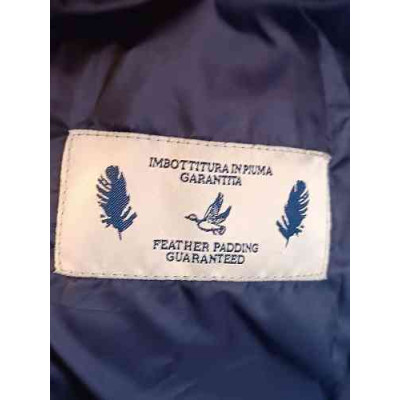 IMBOTTITURA IN PIUMA
GARANTITA
FEATHER PADDING
GUARANTEED